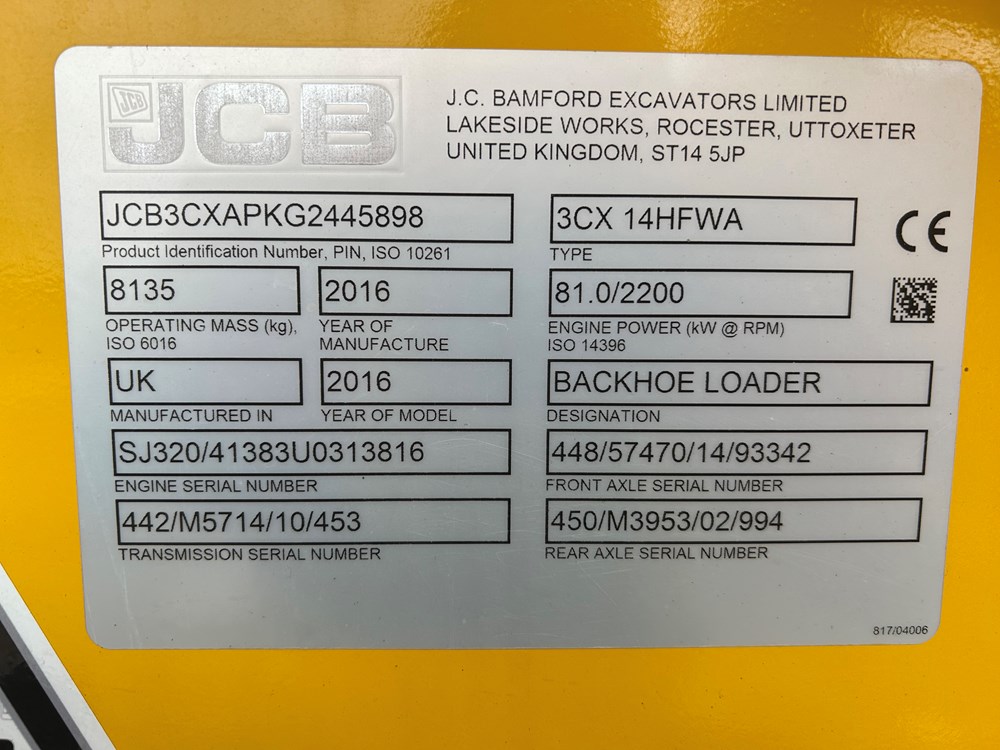 JCB
JCB
J.C. BAMFORD EXCAVATORS LIMITED
LAKESIDE WORKS, ROCESTER, UTTOXETER
UNITED KINGDOM, ST14 5JP
JCB3CXAPKG2445898
Product Identification Number, PIN, ISO 10261
3CX 14HFWA
TYPE
CE
8135
OPERATING MASS (kg),
ISO 6016
2016
YEAR OF
MANUFACTURE
81.0/2200
ENGINE POWER (kW @ RPM)
ISO 14396
UK
MANUFACTURED IN
2016
YEAR OF MODEL
BACKHOE LOADER
DESIGNATION
SJ320/41383U0313816
ENGINE SERIAL NUMBER
448/57470/14/93342
FRONT AXLE SERIAL NUMBER
442/M5714/10/453
TRANSMISSION SERIAL NUMBER
450/M3953/02/994
REAR AXLE SERIAL NUMBER
817/04006